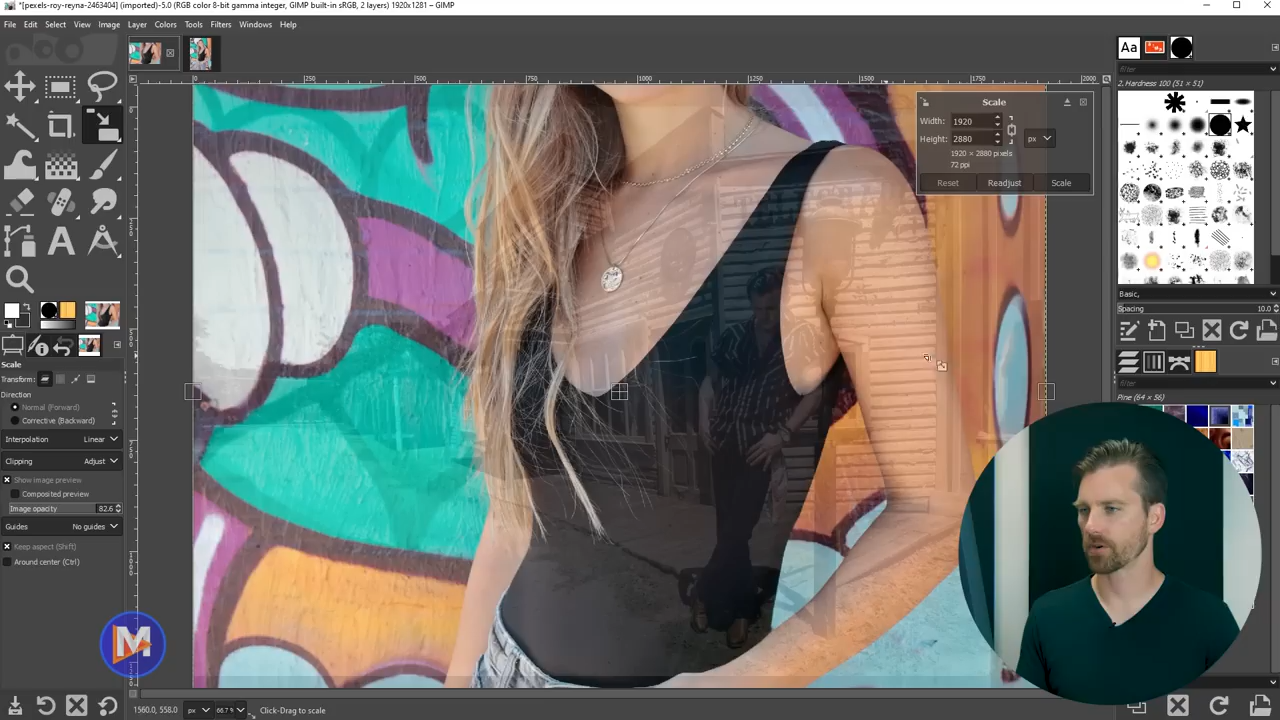 *[pexels-roy-reyna-2463404] (imported)-5.0 (RGB color 8-bit gamma integer, GIMP built-in sRGB, 2 layers) 1920x1281 – GIMP
File Edit Select View Image Layer Colors Tools Filters Windows Help
Aa
filter
2. Hardness 100 (51 × 51)
0 250 500 750 1000 1250 1500 1750 2000
Scale
Width: 1920
Height: 2880
px
1920 × 2880 pixels
72 ppi
Reset Readjust Scale
Basic,
Spacing 10.0
filter
Pine (64 × 56)
Scale
Transform:
Direction
Normal (Forward)
Corrective (Backward)
Interpolation Linear
Clipping Adjust
Show image preview
Composited preview
Image opacity 82.6
Guides No guides
Keep aspect (Shift)
Around center (Ctrl)
M
1560.0, 558.0 px 66.7 % Click-Drag to scale